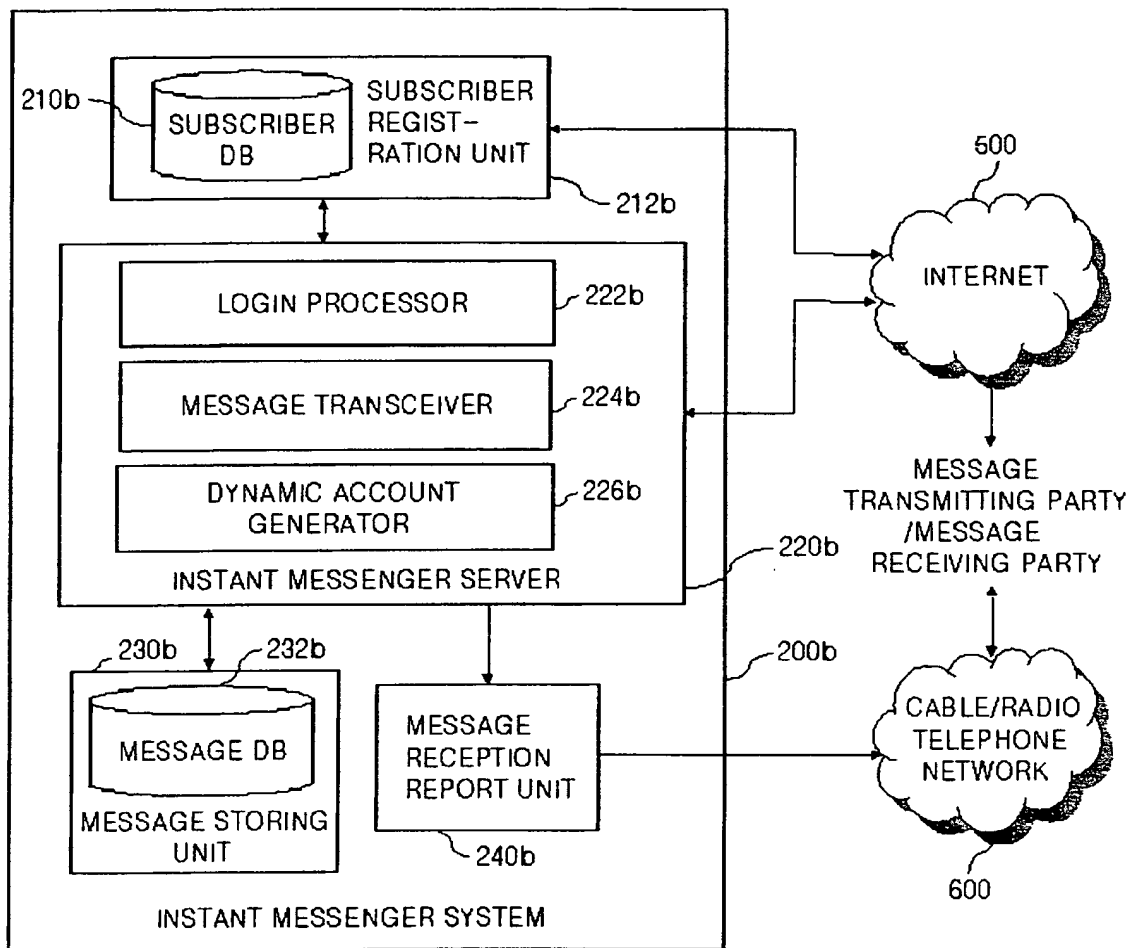 210b
SUBSCRIBER
DB
SUBSCRIBER
REGIST-
RATION UNIT
212b
LOGIN PROCESSOR
222b
MESSAGE TRANSCEIVER
224b
DYNAMIC ACCOUNT
GENERATOR
226b
INSTANT MESSENGER SERVER
220b
500
INTERNET
MESSAGE
TRANSMITTING PARTY
/MESSAGE
RECEIVING PARTY
230b
232b
MESSAGE DB
MESSAGE STORING
UNIT
MESSAGE
RECEPTION
REPORT UNIT
240b
200b
CABLE/RADIO
TELEPHONE
NETWORK
600
INSTANT MESSENGER SYSTEM